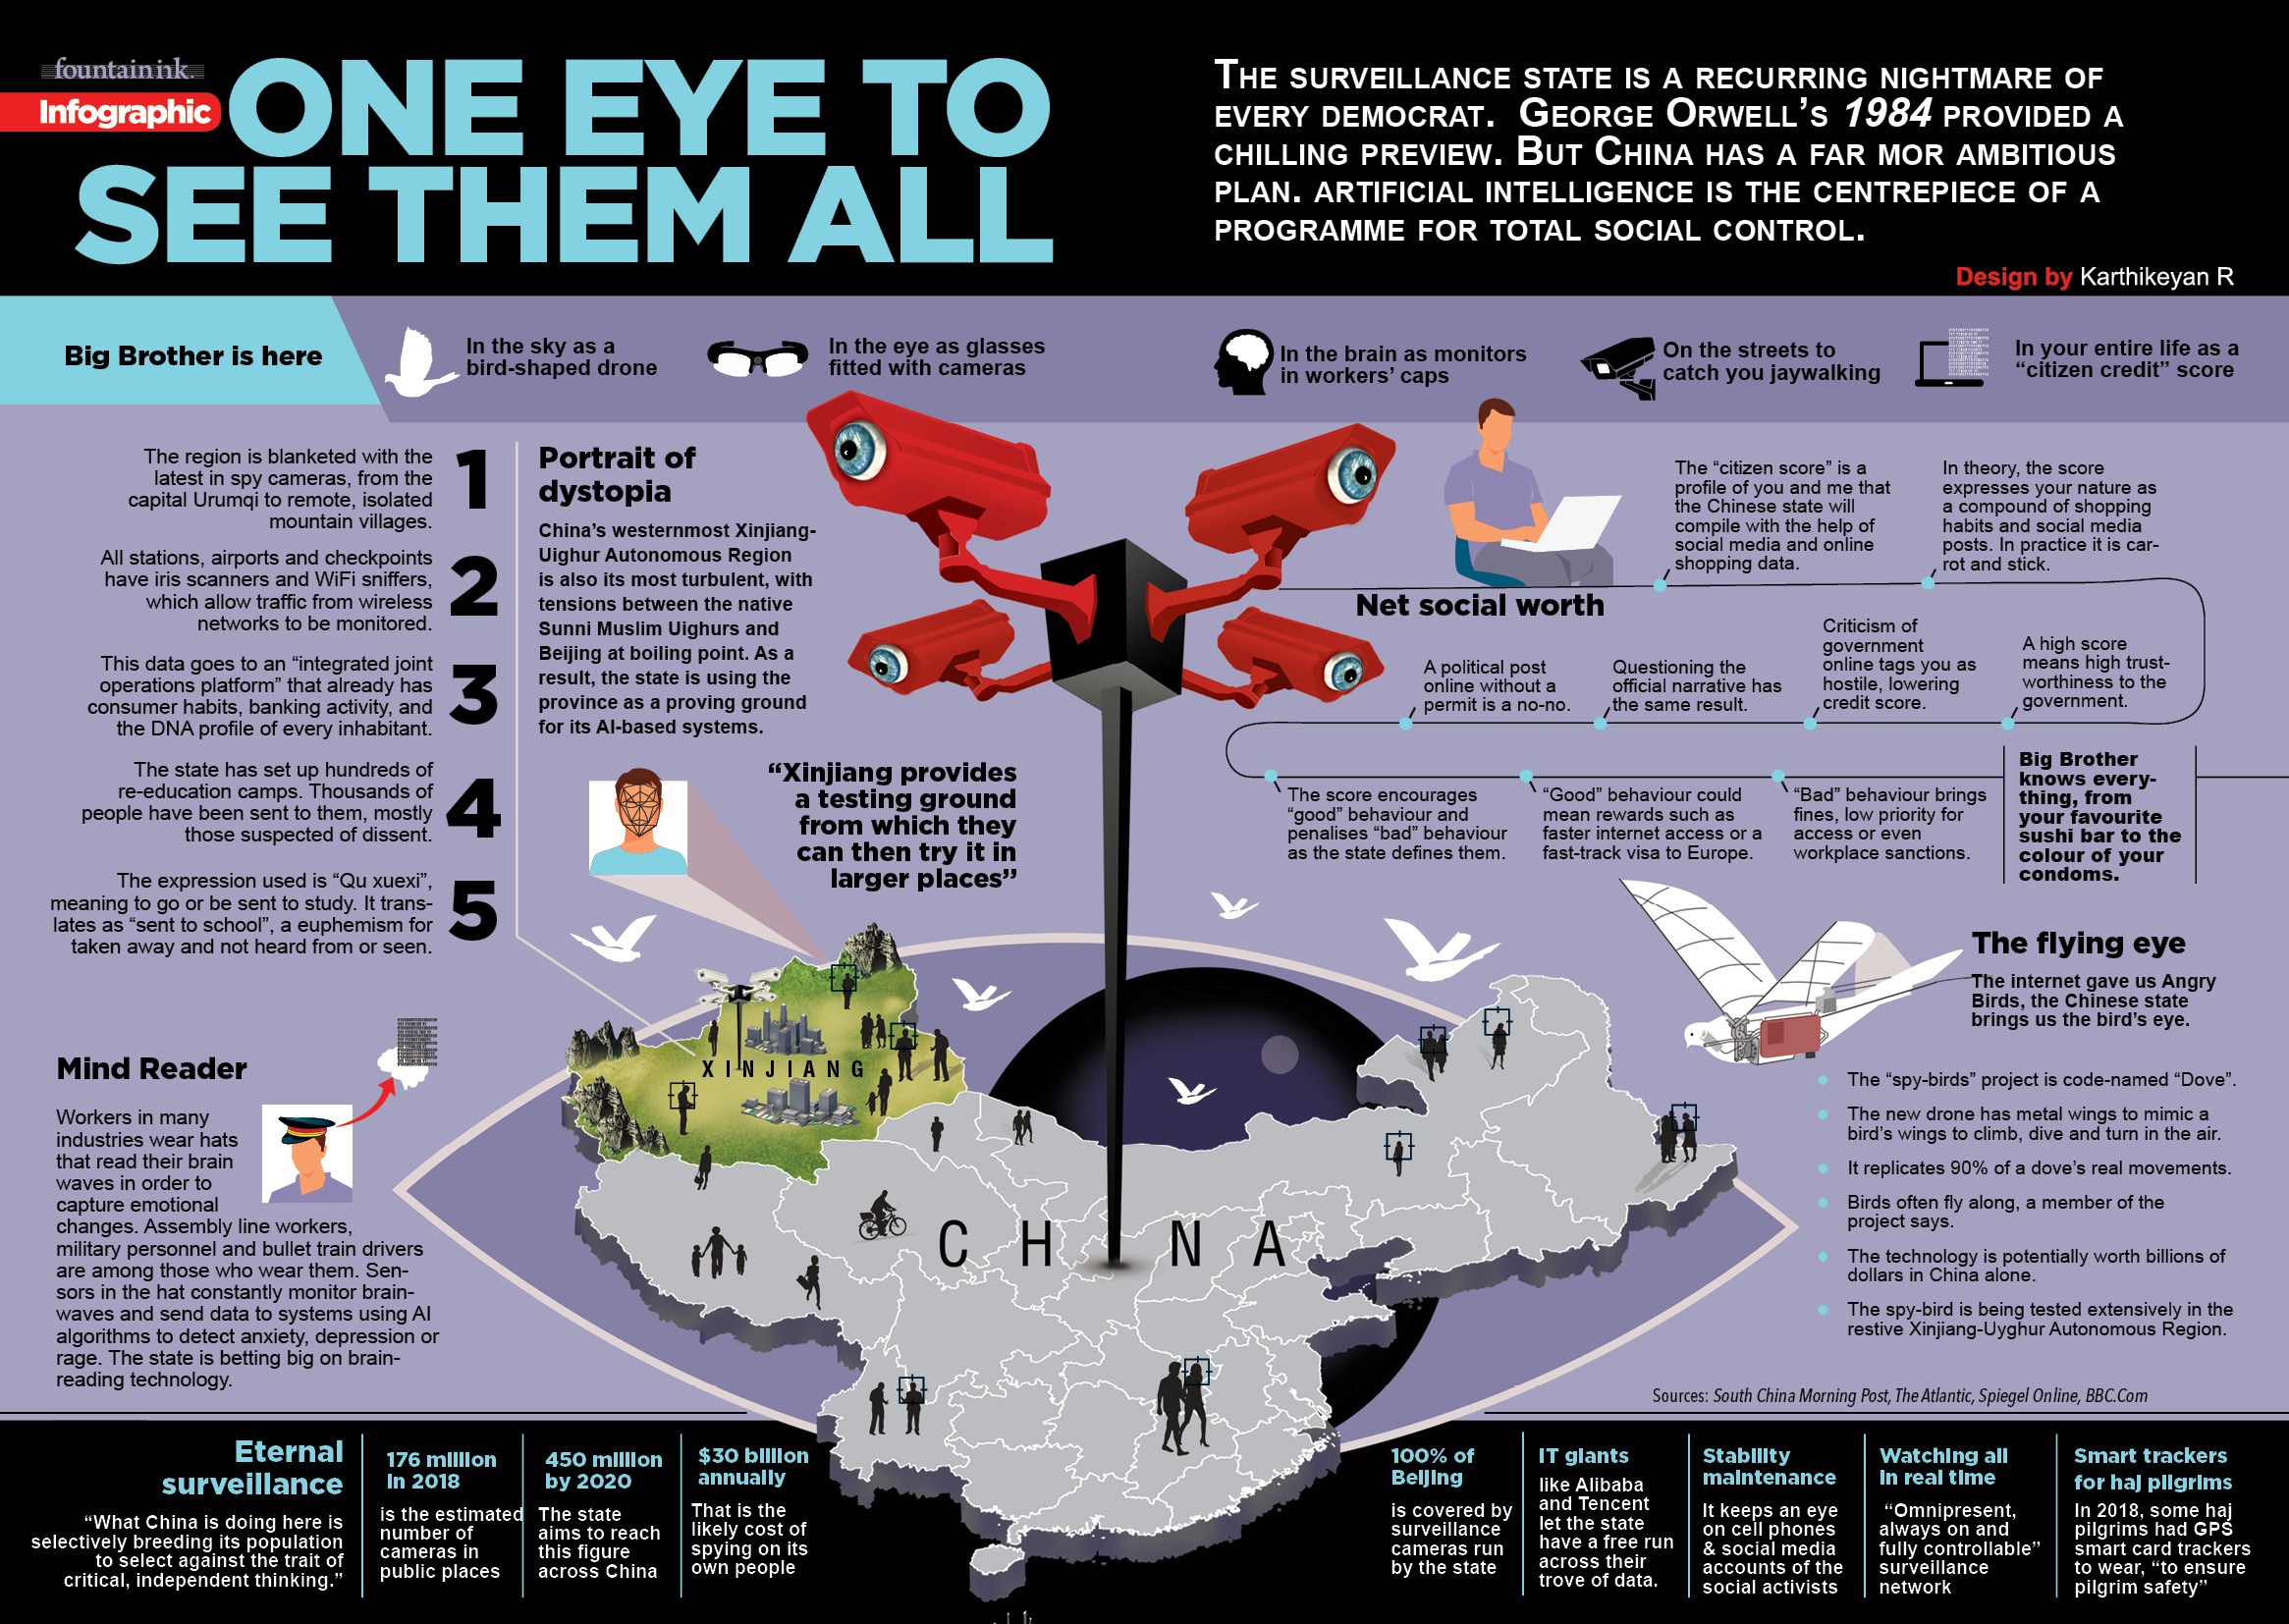 fountainink.
Infographic
ONE EYE TO
SEE THEM ALL
THE SURVEILLANCE STATE IS A RECURRING NIGHTMARE OF
EVERY DEMOCRAT. GEORGE ORWELL'S 1984 PROVIDED A
CHILLING PREVIEW. BUT CHINA HAS A FAR MOR AMBITIOUS
PLAN. ARTIFICIAL INTELLIGENCE IS THE CENTREPIECE OF A
PROGRAMME FOR TOTAL SOCIAL CONTROL.
Design by Karthikeyan R
Big Brother is here
In the sky as a
bird-shaped drone
In the eye as glasses
fitted with cameras
In the brain as monitors
in workers' caps
On the streets to
catch you jaywalking
In your entire life as a
"citizen credit" score
The region is blanketed with the
latest in spy cameras, from the
capital Urumqi to remote, isolated
mountain villages.
1
All stations, airports and checkpoints
have iris scanners and WiFi sniffers,
which allow traffic from wireless
networks to be monitored.
2
This data goes to an "integrated joint
operations platform" that already has
consumer habits, banking activity, and
the DNA profile of every inhabitant.
3
The state has set up hundreds of
re-education camps. Thousands of
people have been sent to them, mostly
those suspected of dissent.
4
The expression used is "Qu xuexi",
meaning to go or be sent to study. It trans-
lates as "sent to school", a euphemism for
taken away and not heard from or seen.
5
Portrait of
dystopia
China's westernmost Xinjiang-
Uighur Autonomous Region
is also its most turbulent, with
tensions between the native
Sunni Muslim Uighurs and
Beijing at boiling point. As a
result, the state is using the
province as a proving ground
for its AI-based systems.
"Xinjiang provides
a testing ground
from which they
can then try it in
larger places"
Net social worth
The "citizen score" is a
profile of you and me that
the Chinese state will
compile with the help of
social media and online
shopping data.
In theory, the score
expresses your nature as
a compound of shopping
habits and social media
posts. In practice it is car-
rot and stick.
A high score
means high trust-
worthiness to the
government.
Criticism of
government
online tags you as
hostile, lowering
credit score.
Questioning the
official narrative has
the same result.
A political post
online without a
permit is a no-no.
The score encourages
"good" behaviour and
penalises "bad" behaviour
as the state defines them.
"Good" behaviour could
mean rewards such as
faster internet access or a
fast-track visa to Europe.
"Bad" behaviour brings
fines, low priority for
access or even
workplace sanctions.
Big Brother
knows every-
thing, from
your favourite
sushi bar to the
colour of your
condoms.
The flying eye
The internet gave us Angry
Birds, the Chinese state
brings us the bird's eye.
The "spy-birds" project is code-named "Dove".
The new drone has metal wings to mimic a
bird's wings to climb, dive and turn in the air.
It replicates 90% of a dove's real movements.
Birds often fly along, a member of the
project says.
The technology is potentially worth billions of
dollars in China alone.
The spy-bird is being tested extensively in the
restive Xinjiang-Uyghur Autonomous Region.
Mind Reader
Workers in many
industries wear hats
that read their brain
waves in order to
capture emotional
changes. Assembly line workers,
military personnel and bullet train drivers
are among those who wear them. Sen-
sors in the hat constantly monitor brain-
waves and send data to systems using AI
algorithms to detect anxiety, depression or
rage. The state is betting big on brain-
reading technology.
XINJIANG
CHINA
Sources: South China Morning Post, The Atlantic, Spiegel Online, BBC.Com
Eternal
surveillance
"What China is doing here is
selectively breeding its population
to select against the trait of
critical, independent thinking."
176 million
in 2018
is the estimated
number of
cameras in
public places
450 million
by 2020
The state
aims to reach
this figure
across China
$30 billion
annually
That is the
likely cost of
spying on its
own people
100% of
Beijing
is covered by
surveillance
cameras run
by the state
IT giants
like Alibaba
and Tencent
let the state
have a free run
across their
trove of data.
Stability
maintenance
It keeps an eye
on cell phones
& social media
accounts of the
social activists
Watching all
in real time
"Omnipresent,
always on and
fully controllable"
surveillance
network
Smart trackers
for haj pilgrims
In 2018, some haj
pilgrims had GPS
smart card trackers
to wear, "to ensure
pilgrim safety"